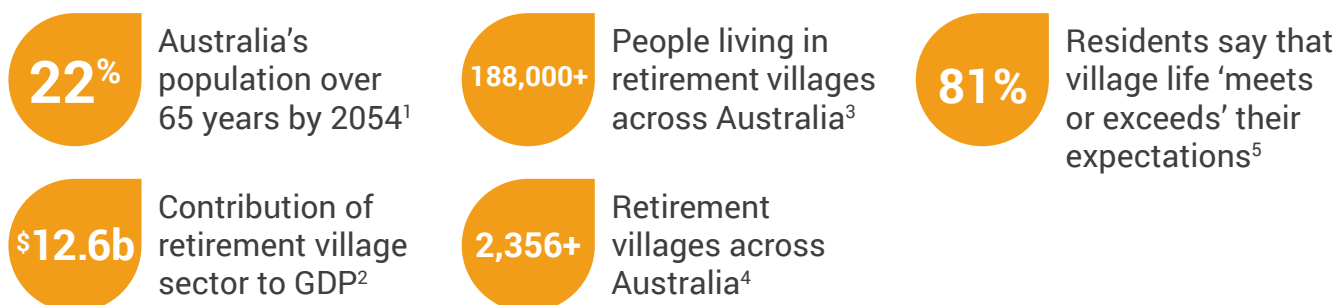 22%
Australia's
population over
65 years by 2054¹
188,000+
People living in
retirement villages
across Australia³
81%
Residents say that
village life ‘meets
or exceeds’ their
expectations⁵
$12.6b
Contribution of
retirement village
sector to GDP²
2,356+
Retirement
villages across
Australia⁴